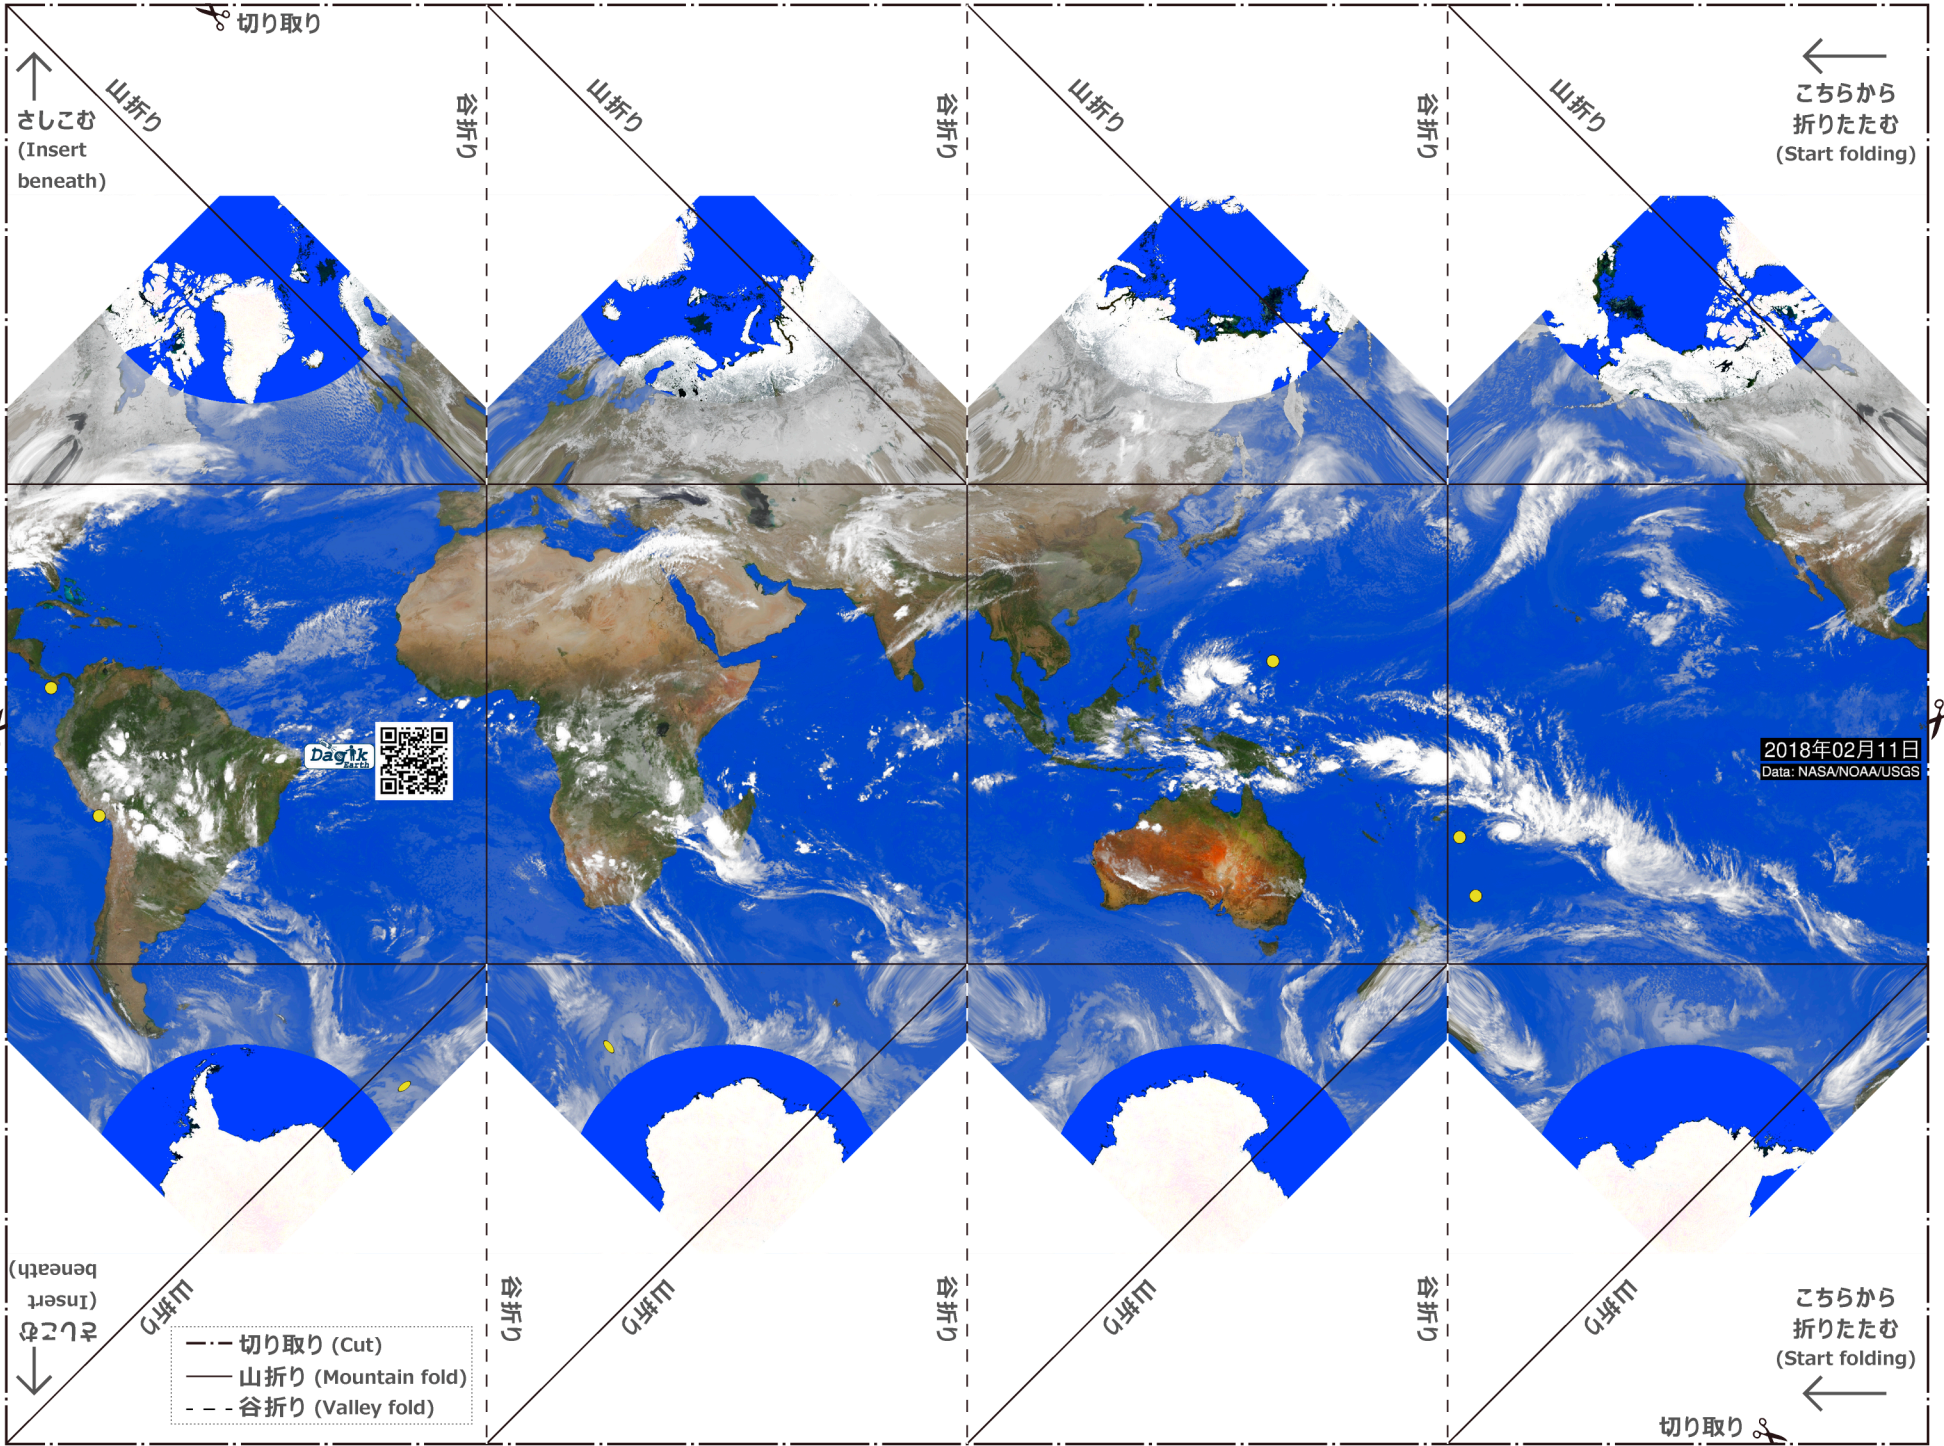 切り取り
山折り
谷折り
山折り
谷折り
山折り
谷折り
山折り
さしこむ
(Insert
beneath)
こちらから
折りたたむ
(Start folding)
Dagik
Earth
2018年02月11日
Data: NASA/NOAA/USGS
さしこむ
(Insert
beneath)
山折り
谷折り
山折り
谷折り
山折り
谷折り
山折り
こちらから
折りたたむ
(Start folding)
切り取り (Cut)
山折り (Mountain fold)
谷折り (Valley fold)
切り取り